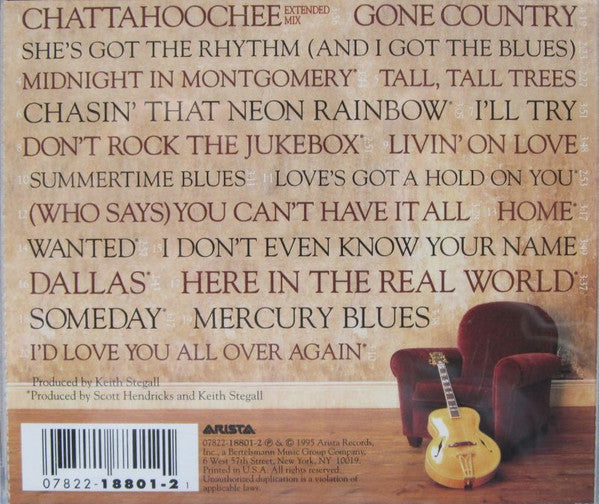 CHATTAHOOCHEE EXTENDED MIX GONE COUNTRY
SHE'S GOT THE RHYTHM (AND I GOT THE BLUES)
MIDNIGHT IN MONTGOMERY* TALL, TALL TREES
CHASIN' THAT NEON RAINBOW* I'LL TRY
DON'T ROCK THE JUKEBOX* LIVIN' ON LOVE
SUMMERTIME BLUES LOVE'S GOT A HOLD ON YOU*
(WHO SAYS) YOU CAN'T HAVE IT ALL HOME*
WANTED* I DON'T EVEN KNOW YOUR NAME
DALLAS* HERE IN THE REAL WORLD*
SOMEDAY* MERCURY BLUES
I'D LOVE YOU ALL OVER AGAIN*
Produced by Keith Stegall
*Produced by Scott Hendricks and Keith Stegall
ARISTA
07822-18801-2 ℗ & © 1995 Arista Records,
Inc., a Bertelsmann Music Group Company,
6 West 57th Street, New York, NY 10019.
Printed in U.S.A. All rights reserved.
Unauthorized duplication is a violation of
applicable laws.
07822-18801-2 1